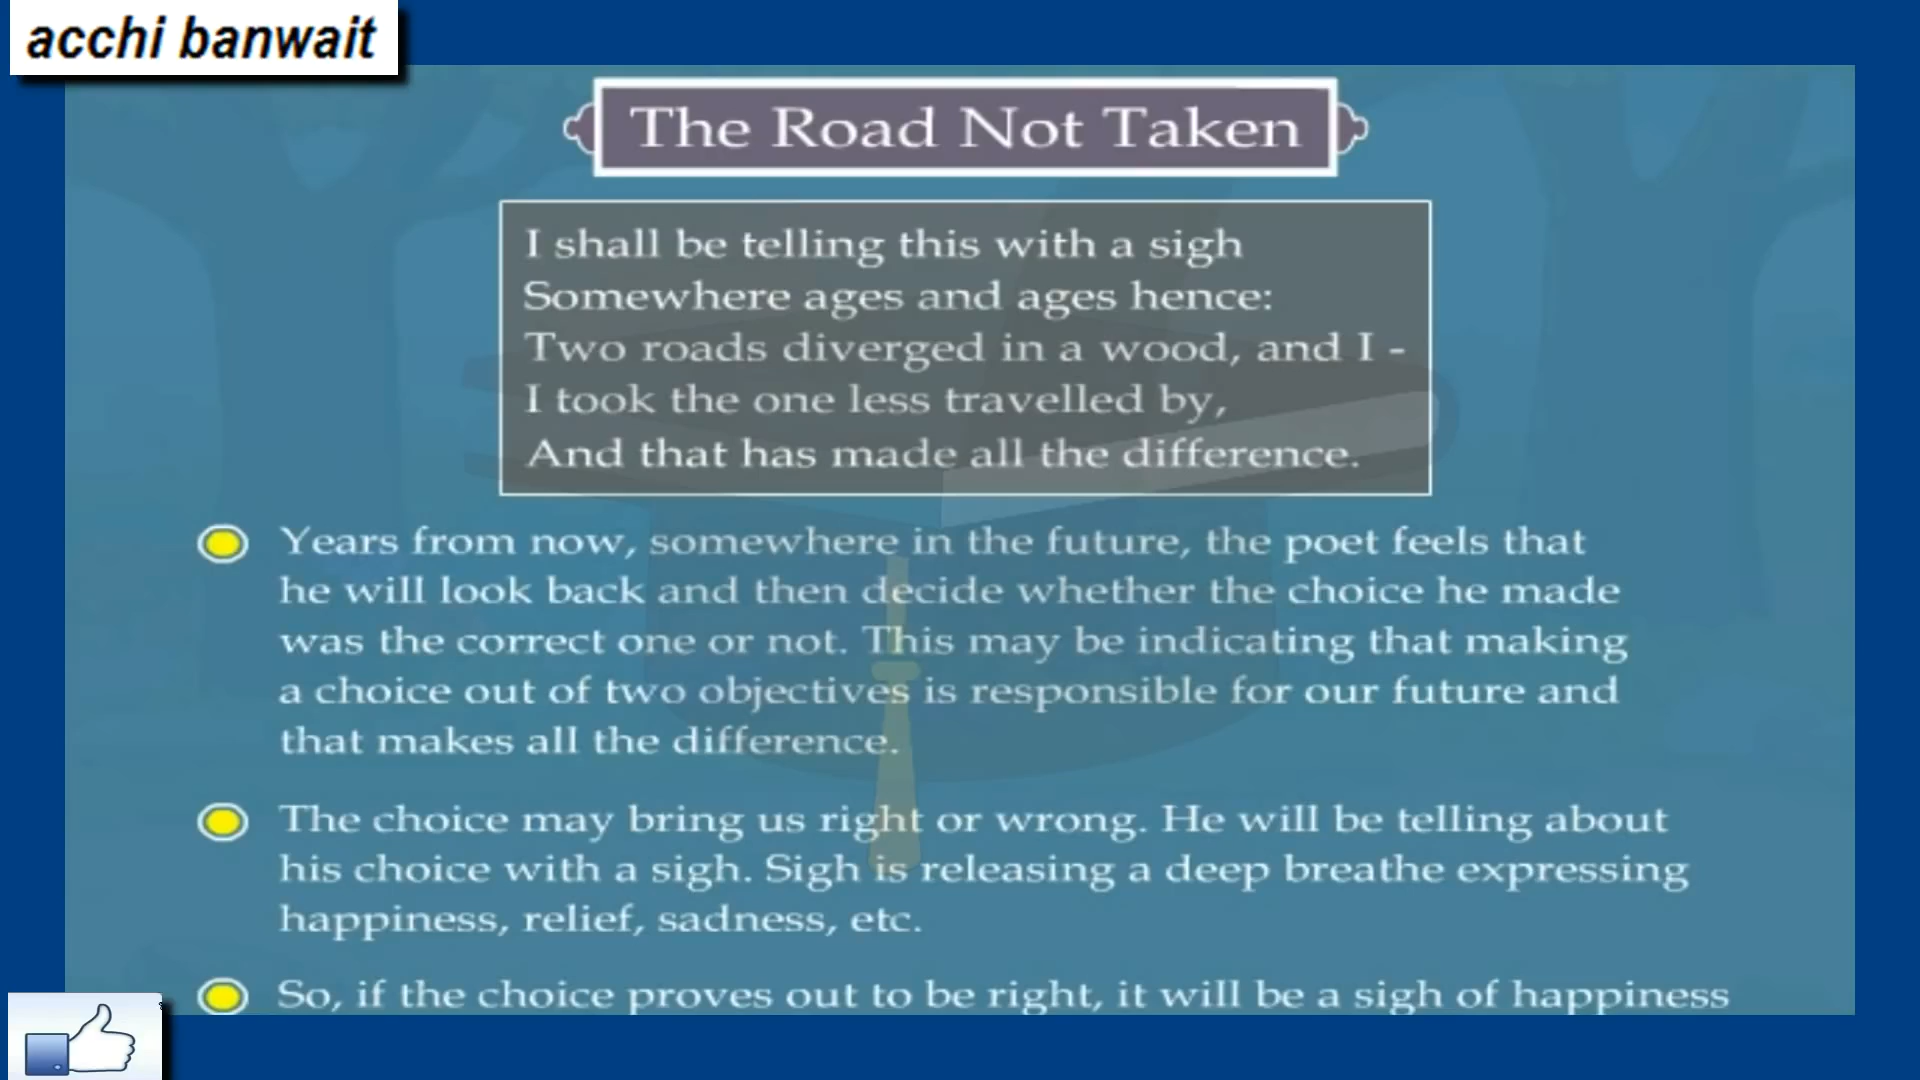 acchi banwait
The Road Not Taken
I shall be telling this with a sigh
Somewhere ages and ages hence:
Two roads diverged in a wood, and I -
I took the one less travelled by,
And that has made all the difference.
Years from now, somewhere in the future, the poet feels that
he will look back and then decide whether the choice he made
was the correct one or not. This may be indicating that making
a choice out of two objectives is responsible for our future and
that makes all the difference.
The choice may bring us right or wrong. He will be telling about
his choice with a sigh. Sigh is releasing a deep breathe expressing
happiness, relief, sadness, etc.
So, if the choice proves out to be right, it will be a sigh of happiness